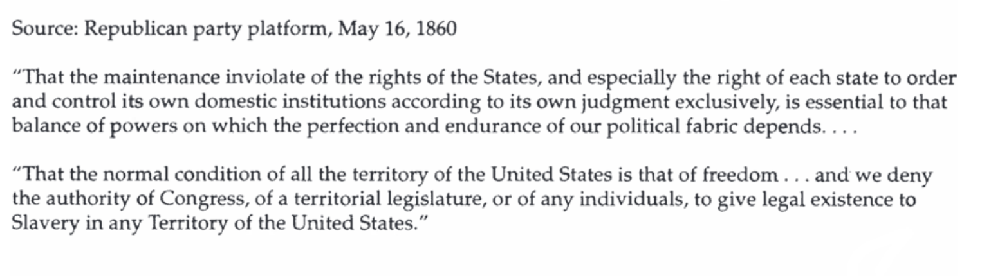 Source: Republican party platform, May 16, 1860
“That the maintenance inviolate of the rights of the States, and especially the right of each state to order
and control its own domestic institutions according to its own judgment exclusively, is essential to that
balance of powers on which the perfection and endurance of our political fabric depends. . . .
“That the normal condition of all the territory of the United States is that of freedom . . . and we deny
the authority of Congress, of a territorial legislature, or of any individuals, to give legal existence to
Slavery in any Territory of the United States.”